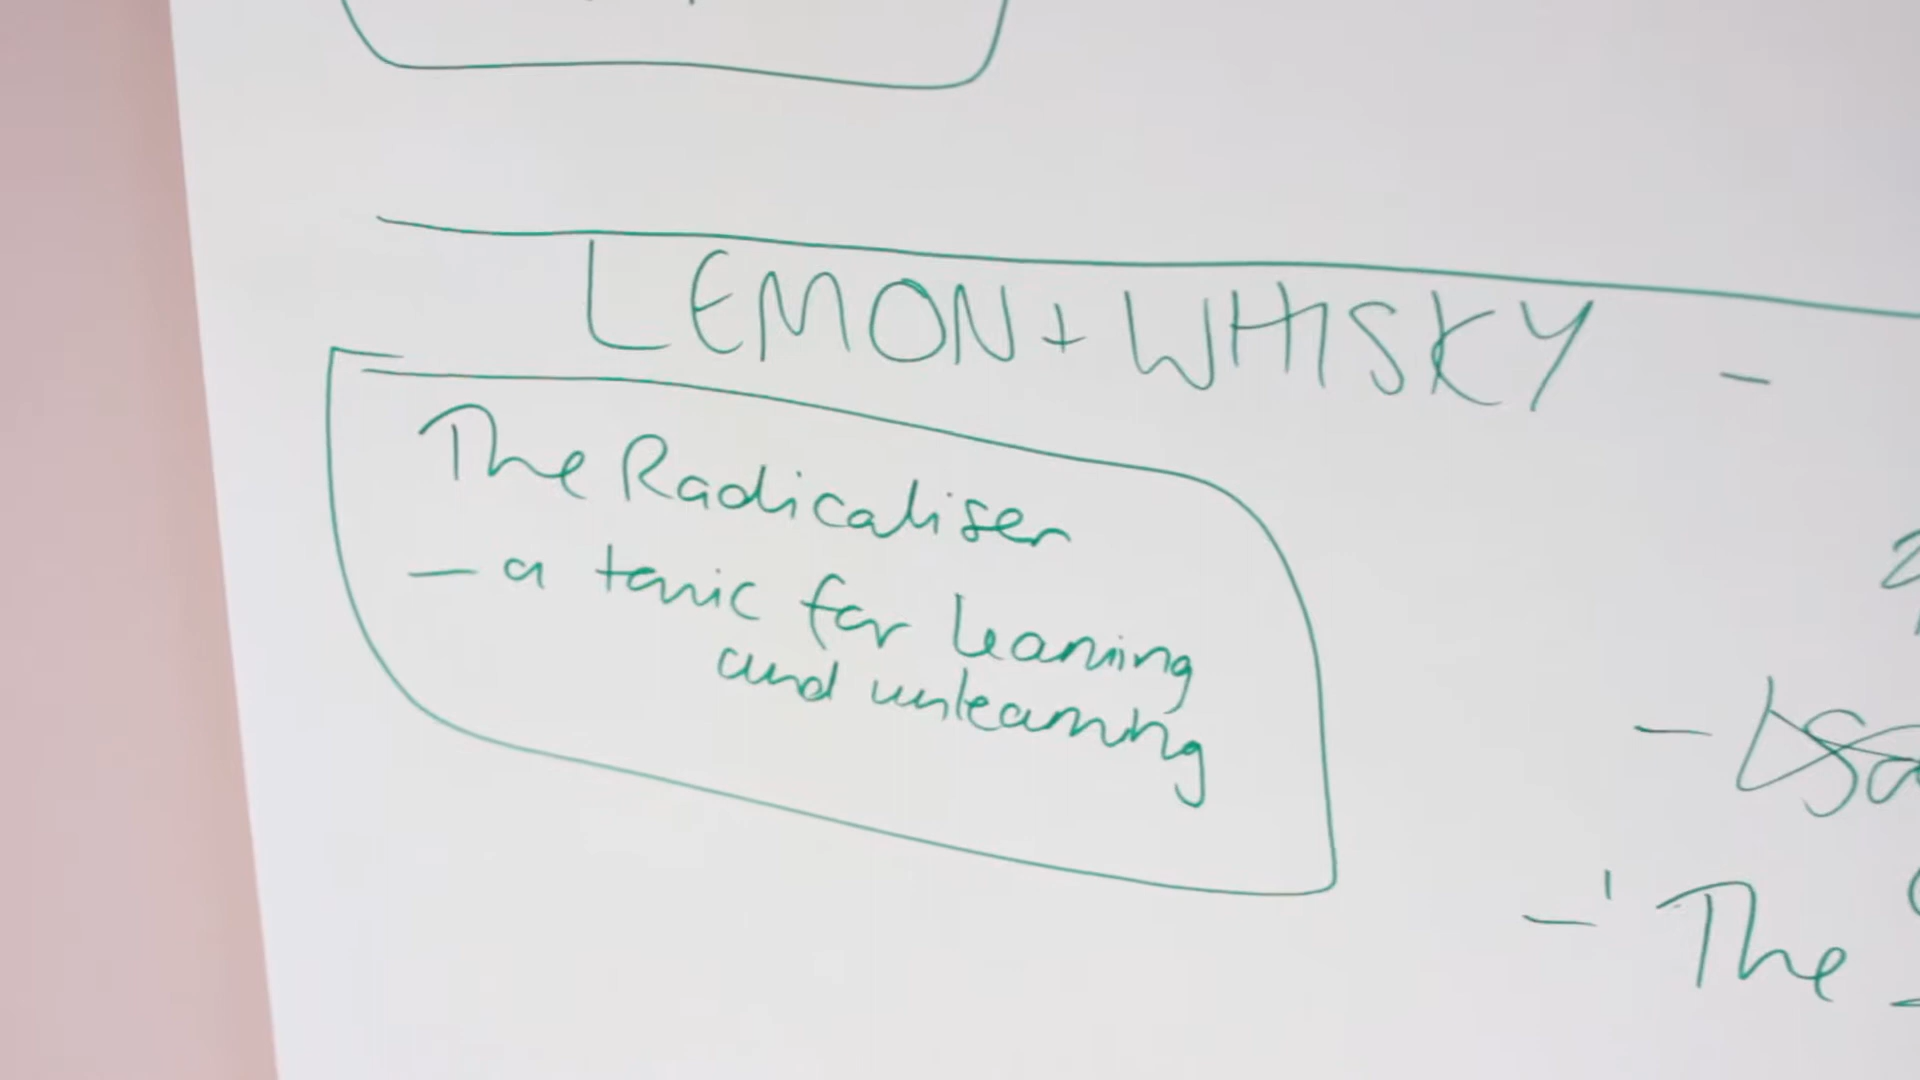 LEMON + WHISKY -
The Radicaliser
- a tonic for learning
and unlearning
- 'The